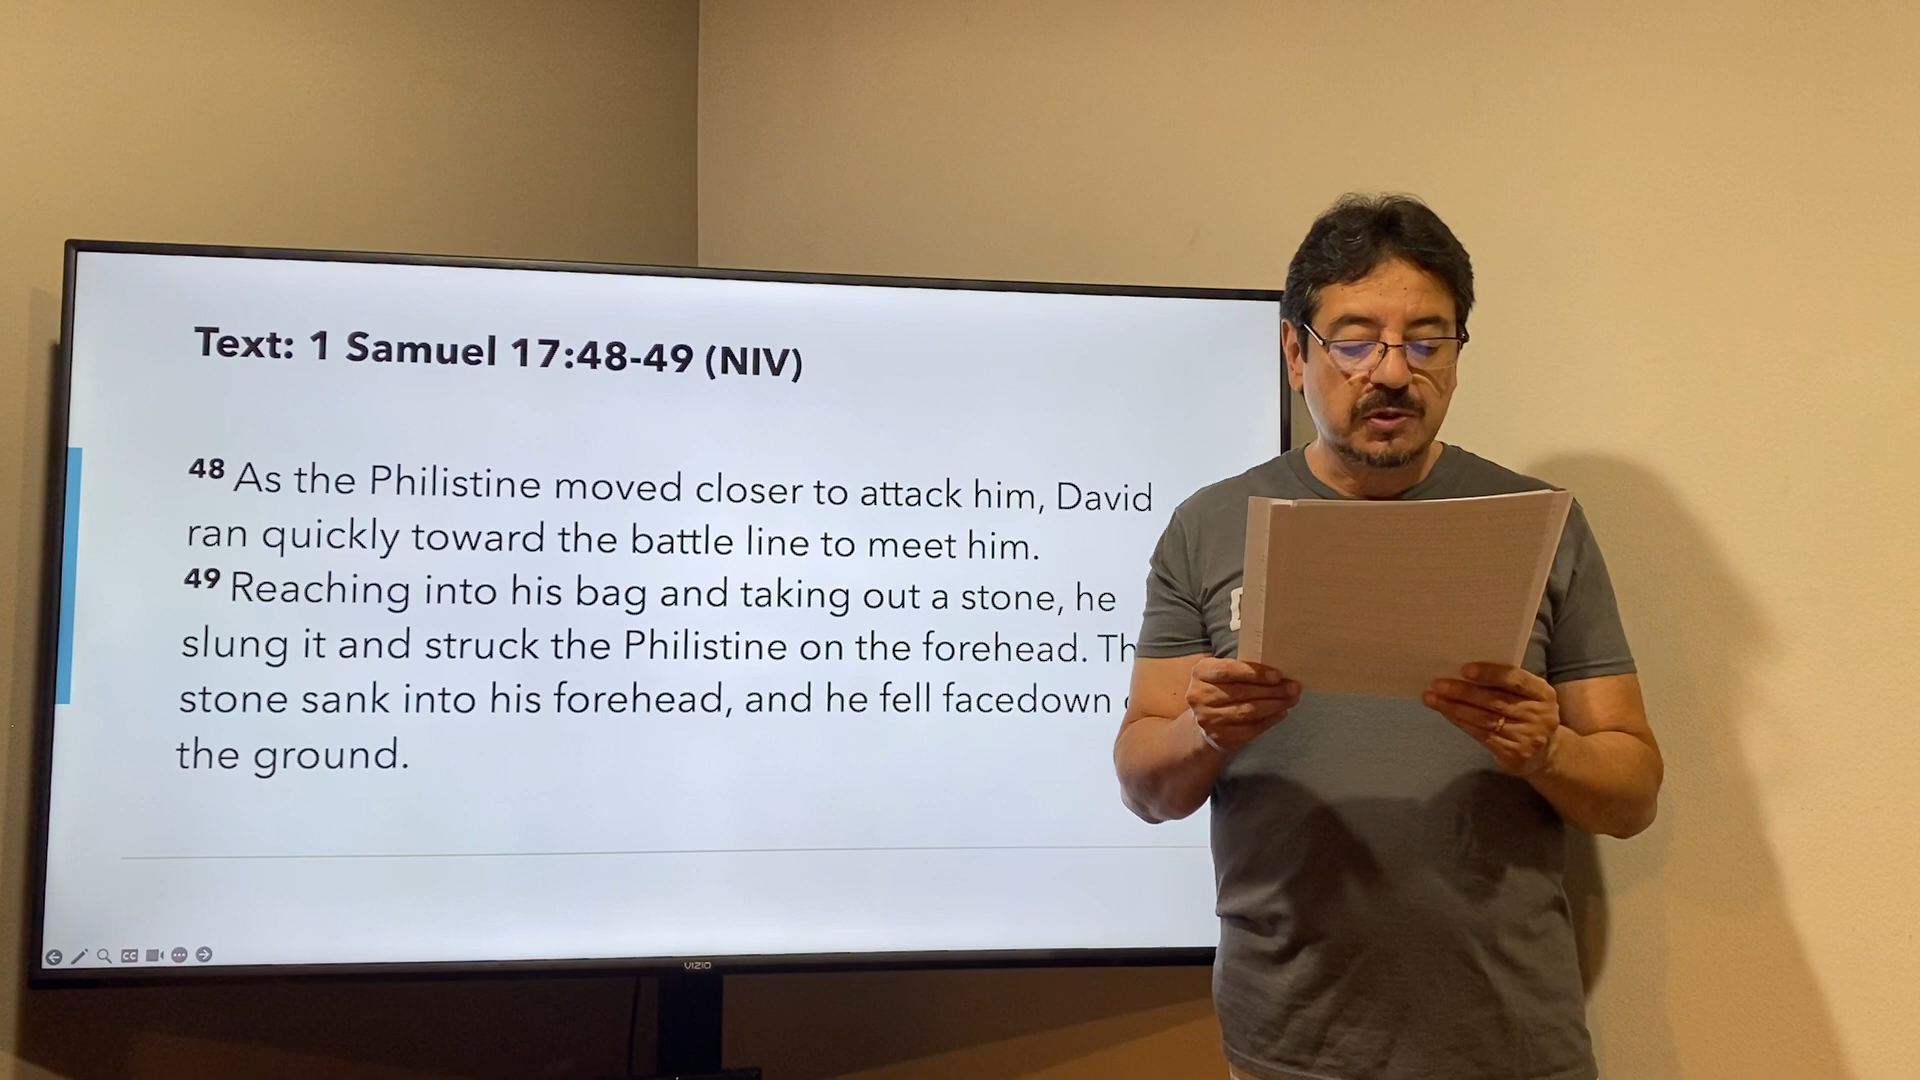 Text: 1 Samuel 17:48-49 (NIV)
48 As the Philistine moved closer to attack him, David
ran quickly toward the battle line to meet him.
49 Reaching into his bag and taking out a stone, he
slung it and struck the Philistine on the forehead. Th
stone sank into his forehead, and he fell facedown
the ground.
CC
VIZIO